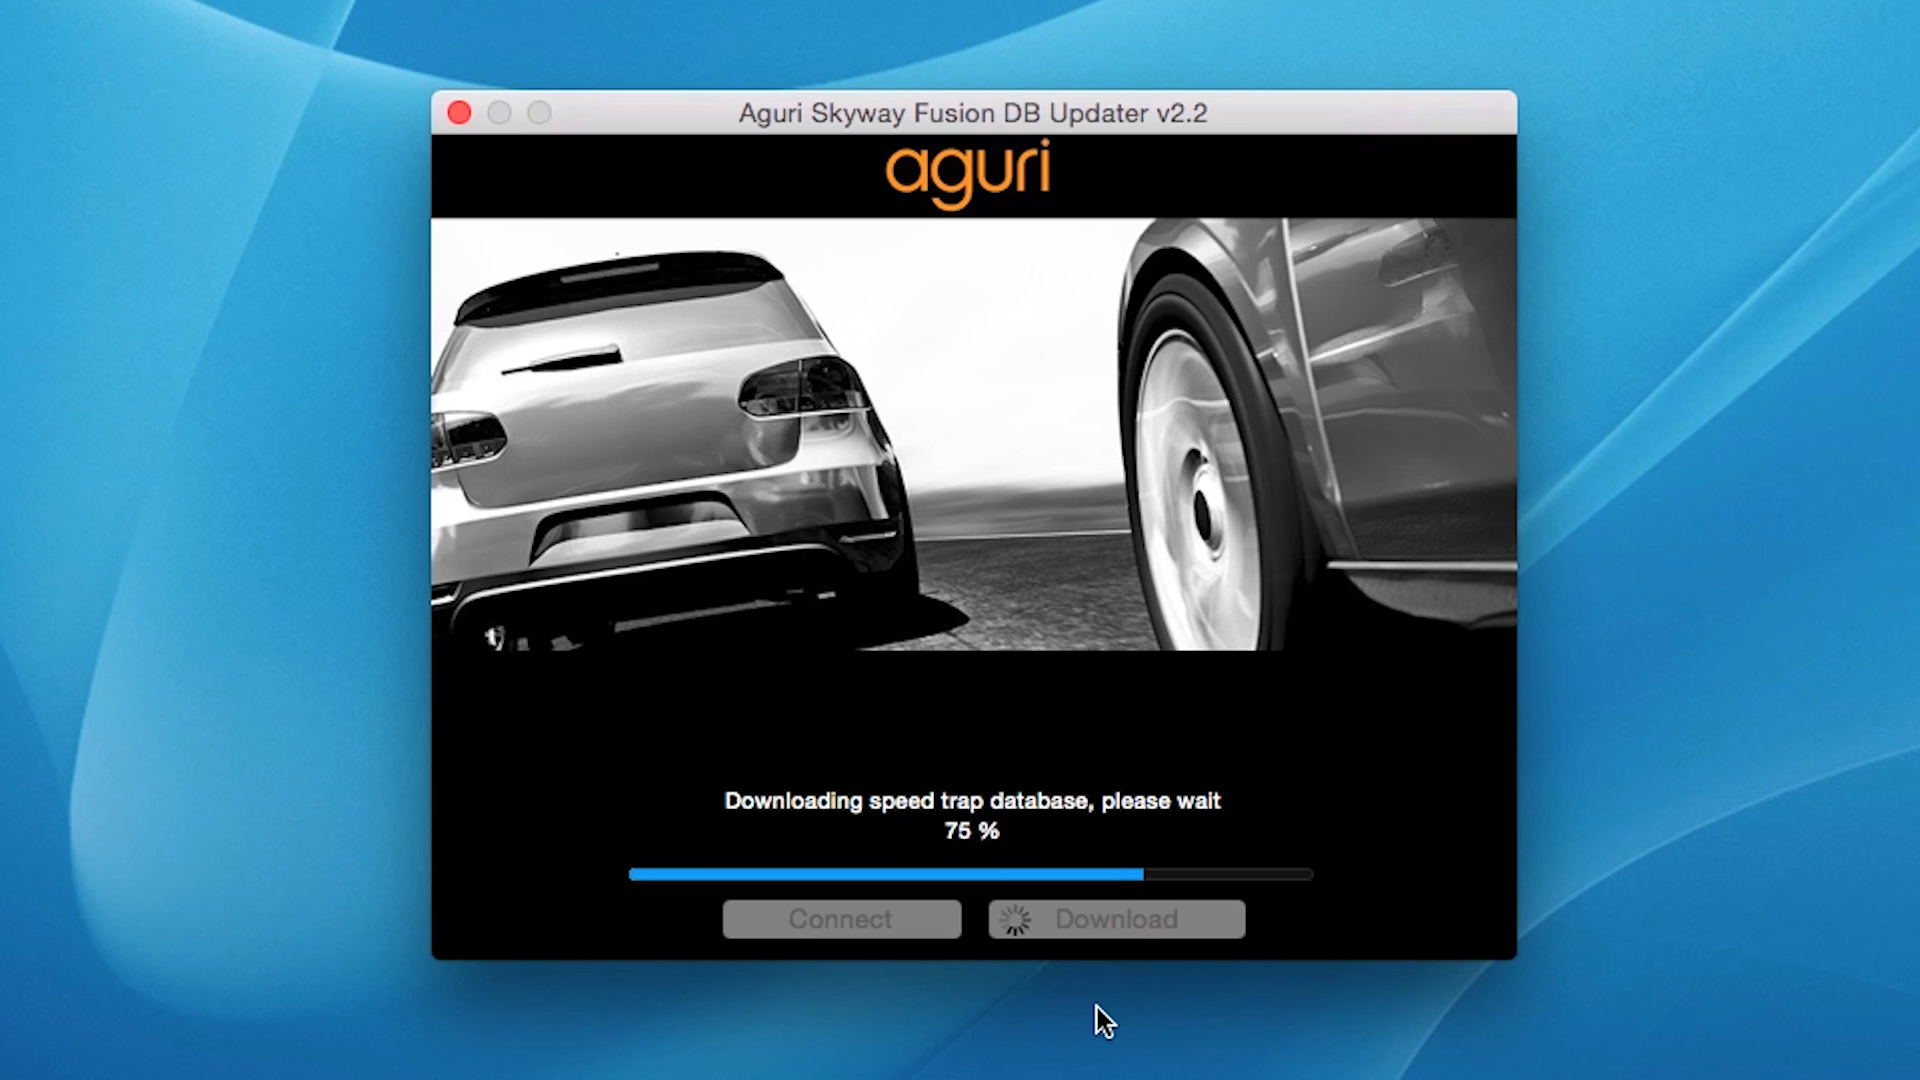 Aguri Skyway Fusion DB Updater v2.2
aguri
Downloading speed trap database, please wait
75 %
Connect
Download